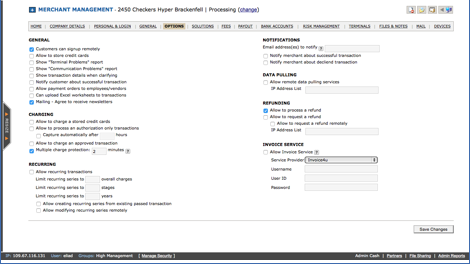 MERCHANT MANAGEMENT - 2450 Checkers Hyper Brackenfell | Processing (change)
HOME | COMPANY DETAILS | PERSONAL & LOGIN | GENERAL | OPTIONS | SOLUTIONS | FEES | PAYOUT | BANK ACCOUNTS | RISK MANAGEMENT | TERMINALS | FILES & NOTES | MAIL | DEVICES
GENERAL
Customers can signup remotely
Allow to store credit cards
Show "Terminal Problems" report
Show "Communication Problems" report
Show transaction details when clarifying
Notify customer about successful transaction
Allow payment orders to employees/vendors
Can upload Excel worksheets to transactions
Mailing - Agree to receive newsletters
CHARGING
Allow to charge a stored credit cards
Allow to process an authorization only transactions
Capture automatically after hours
Allow to charge an approved transaction
Multiple charge protection: 2 minutes
RECURRING
Allow recurring transactions
Limit recurring series to overall charges
Limit recurring series to stages
Limit recurring series to years
Allow creating recurring series from existing passed transaction
Allow modifying recurring series remotely
NOTIFICATIONS
Email address(es) to notify
Notify merchant about successful transaction
Notify merchant about declined transaction
DATA PULLING
Allow remote data pulling services
IP Address List
REFUNDING
Allow to process a refund
Allow to request a refund
Allow to request a refund remotely
IP Address List
INVOICE SERVICE
Allow Invoice Service
Service Provider Invoice4u
Username
User ID
Password
Save Changes
IP: 109.67.116.131 User: eliad Groups: High Management [ Manage Security ] Admin Cash | Partners | File Sharing | Admin Reports